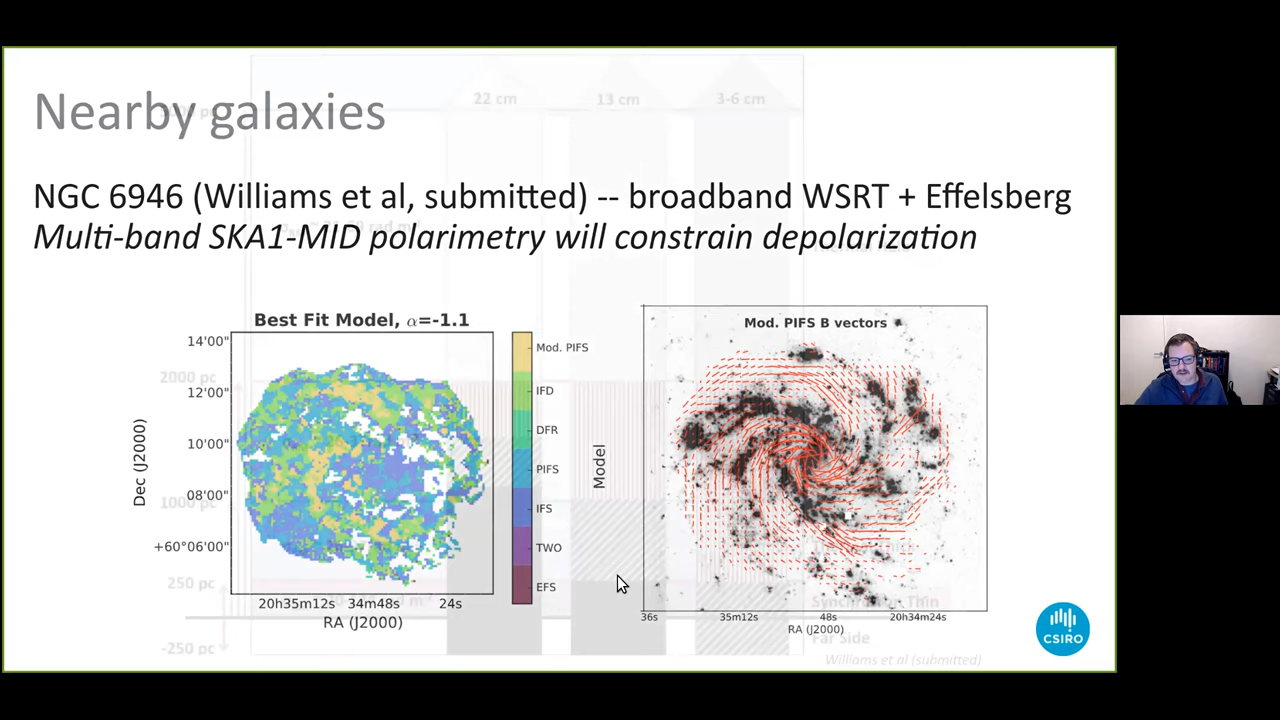 22 cm
13 cm
3-6 cm
Nearby galaxies
NGC 6946 (Williams et al, submitted) -- broadband WSRT + Effelsberg
Multi-band SKA1-MID polarimetry will constrain depolarization
Best Fit Model, α=-1.1
14'00"
12'00"
10'00"
08'00"
+60°06'00"
Dec (J2000)
20h35m12s
34m48s
24s
RA (J2000)
Mod. PIFS
IFD
DFR
PIFS
IFS
TWO
EFS
Model
Mod. PIFS B vectors
36s
35m12s
48s
20h34m24s
RA (J2000)
2000 pc
1000 pc
250 pc
-250 pc
Far Side
Williams et al (submitted)
CSIRO